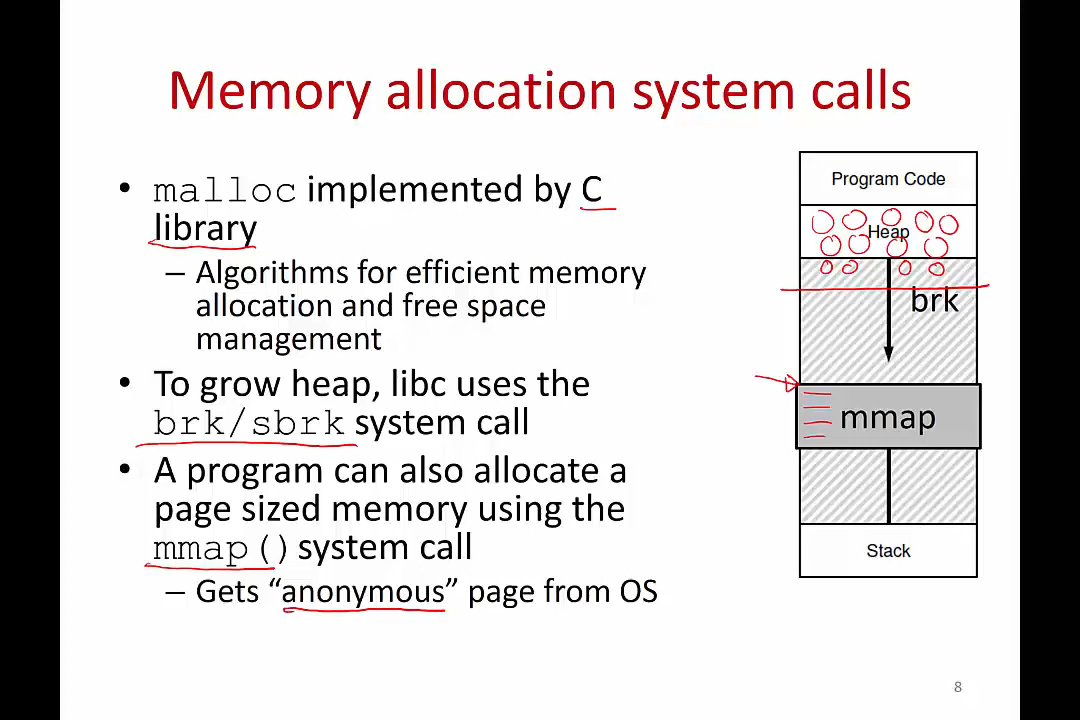 Memory allocation system calls
• malloc implemented by C
library
– Algorithms for efficient memory
allocation and free space
management
• To grow heap, libc uses the
brk/sbrk system call
• A program can also allocate a
page sized memory using the
mmap() system call
– Gets “anonymous” page from OS
Program Code
Heap
brk
mmap
Stack
8